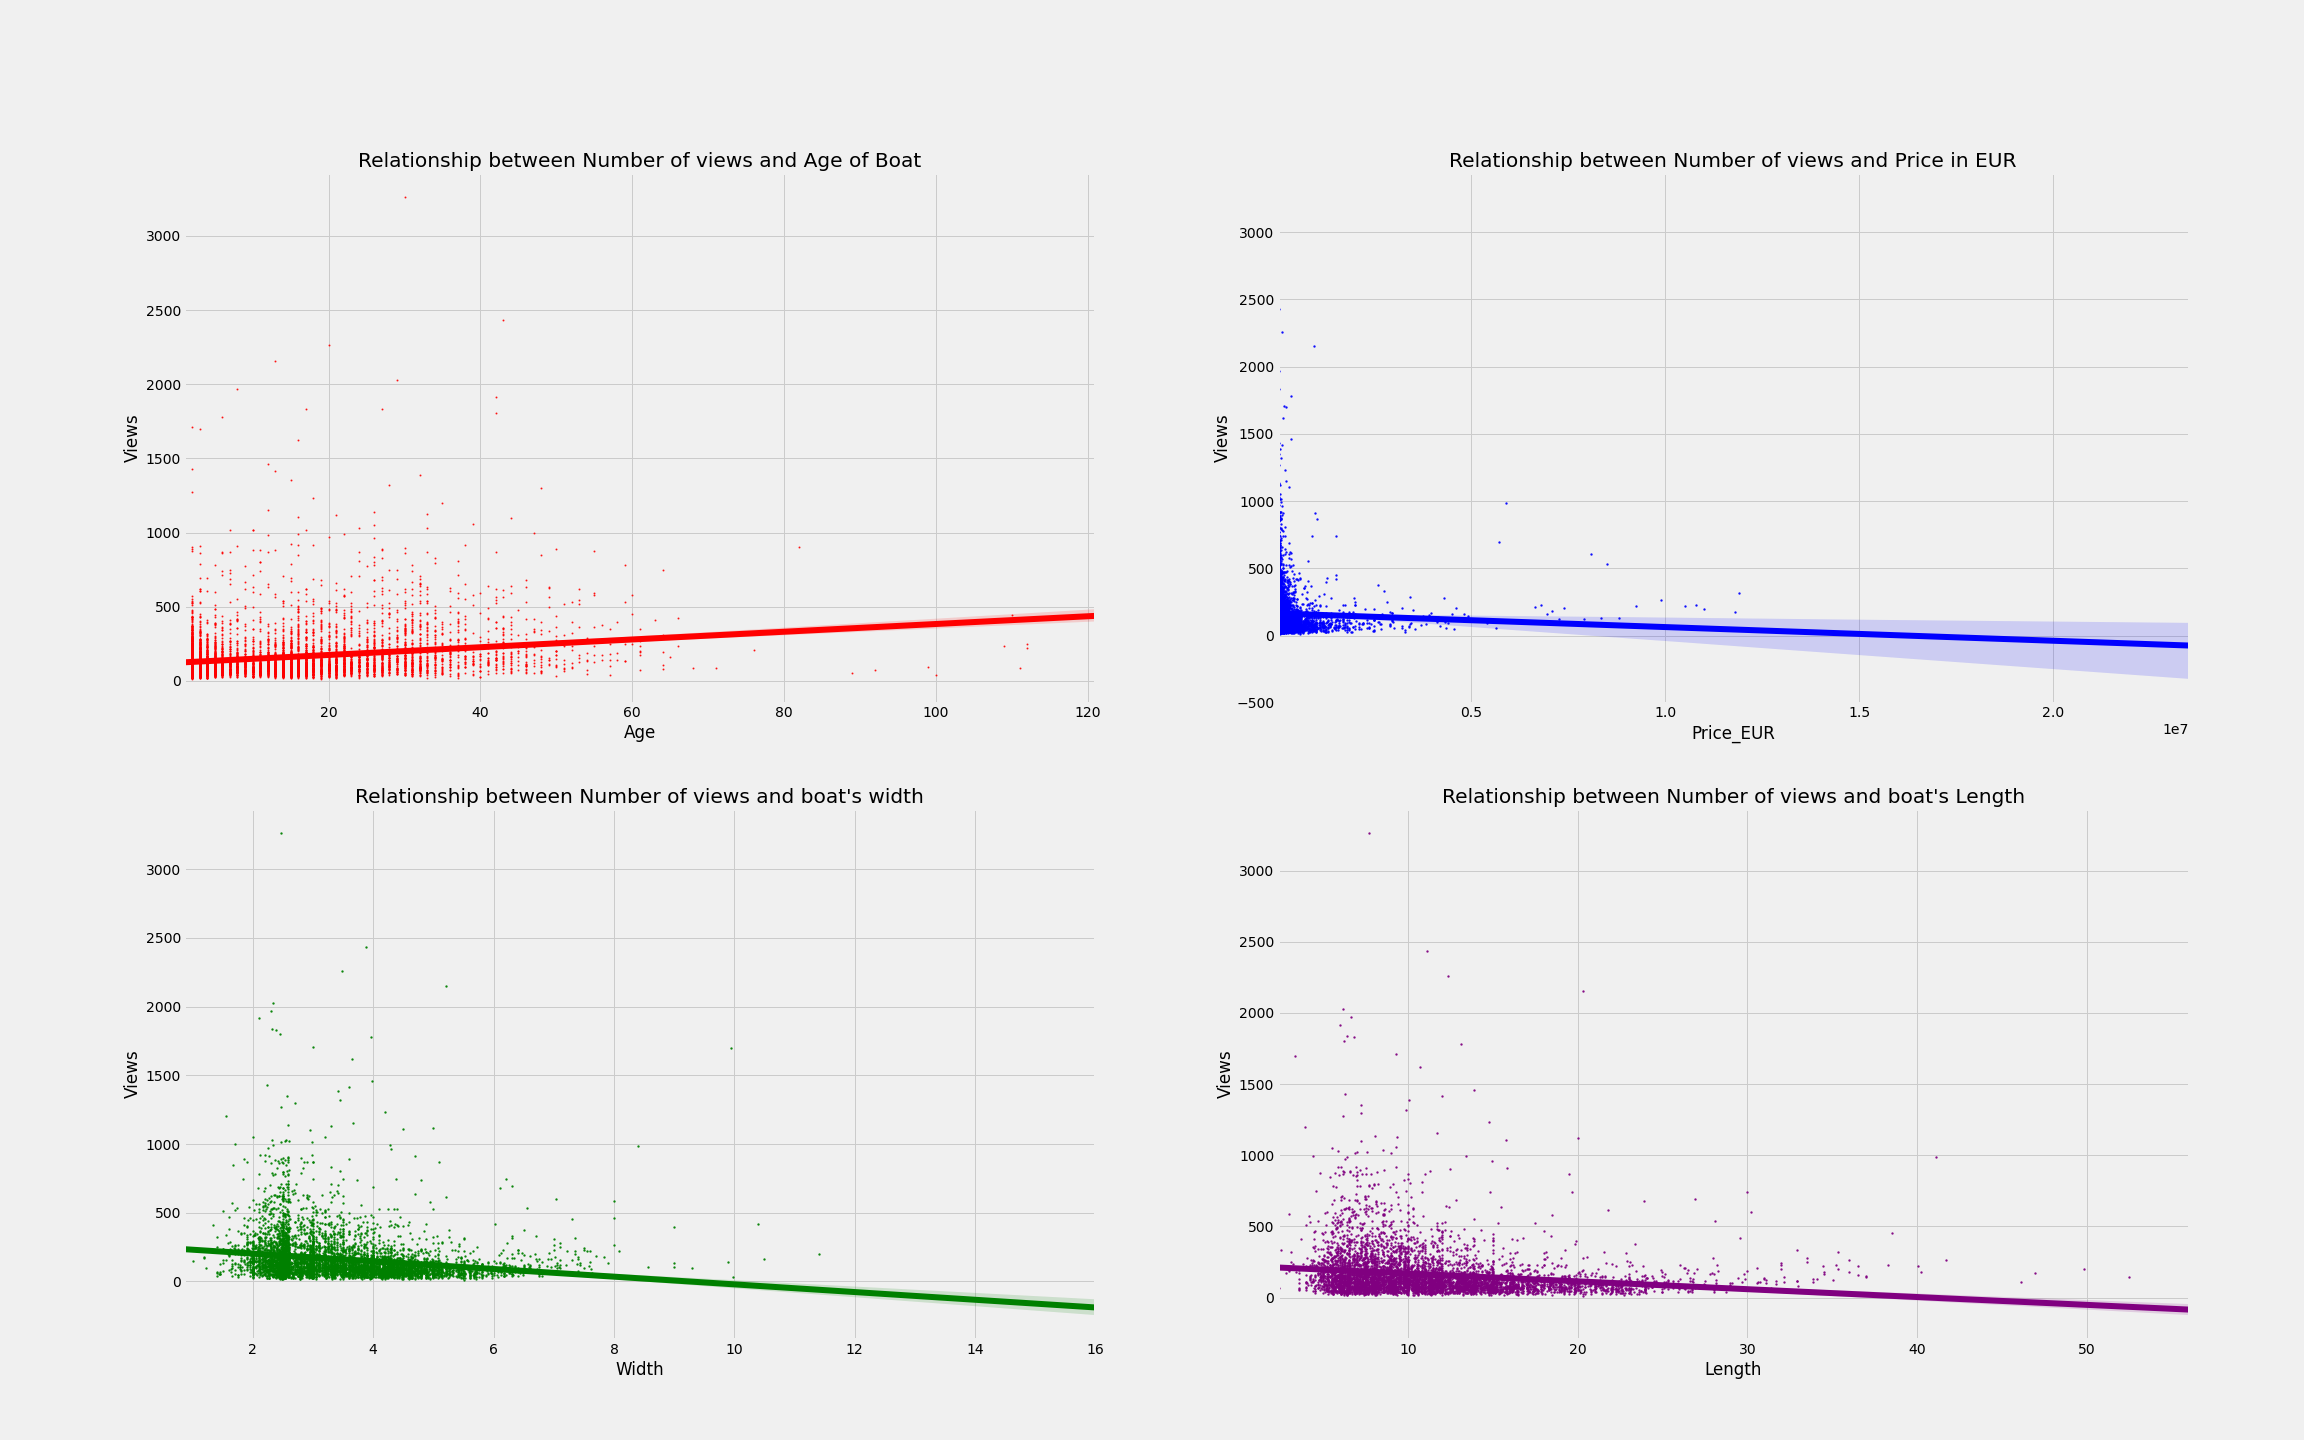 Relationship between Number of views and Age of Boat
3000
2500
2000
1500
1000
500
0
Views
20 40 60 80 100 120
Age
Relationship between Number of views and Price in EUR
3000
2500
2000
1500
1000
500
0
−500
Views
0.5 1.0 1.5 2.0
1e7
Price_EUR
Relationship between Number of views and boat's width
3000
2500
2000
1500
1000
500
0
Views
2 4 6 8 10 12 14 16
Width
Relationship between Number of views and boat's Length
3000
2500
2000
1500
1000
500
0
Views
10 20 30 40 50
Length